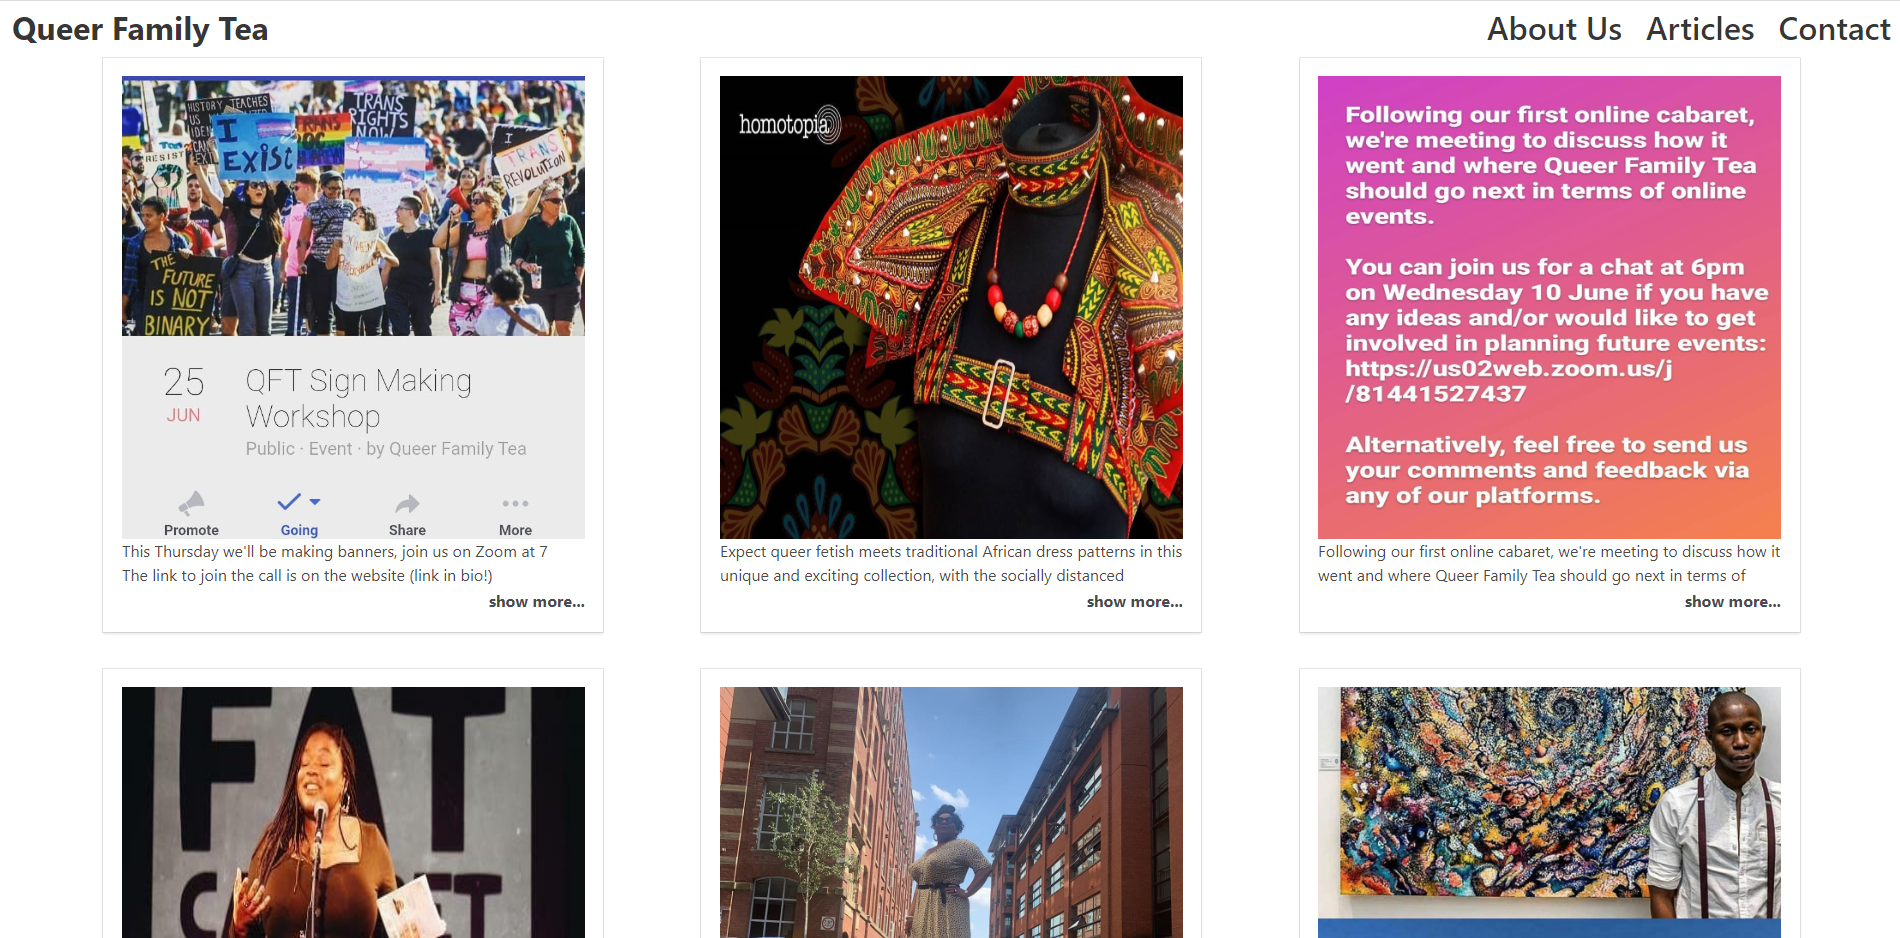 Queer Family Tea
About Us Articles Contact
HISTORY TEACHES
US
TRANS
RIGHTS
NOW
I
EXIST
RESIST
I
TRANS
REVOLUTION
THE
FUTURE
IS NOT
BINARY
25
JUN
QFT Sign Making
Workshop
Public · Event · by Queer Family Tea
Promote
Going
Share
More
This Thursday we'll be making banners, join us on Zoom at 7
The link to join the call is on the website (link in bio!)
show more...
homotopia
Expect queer fetish meets traditional African dress patterns in this
unique and exciting collection, with the socially distanced
show more...
Following our first online cabaret,
we're meeting to discuss how it
went and where Queer Family Tea
should go next in terms of online
events.
You can join us for a chat at 6pm
on Wednesday 10 June if you have
any ideas and/or would like to get
involved in planning future events:
https://us02web.zoom.us/j
/81441527437
Alternatively, feel free to send us
your comments and feedback via
any of our platforms.
Following our first online cabaret, we're meeting to discuss how it
went and where Queer Family Tea should go next in terms of
show more...
FAT